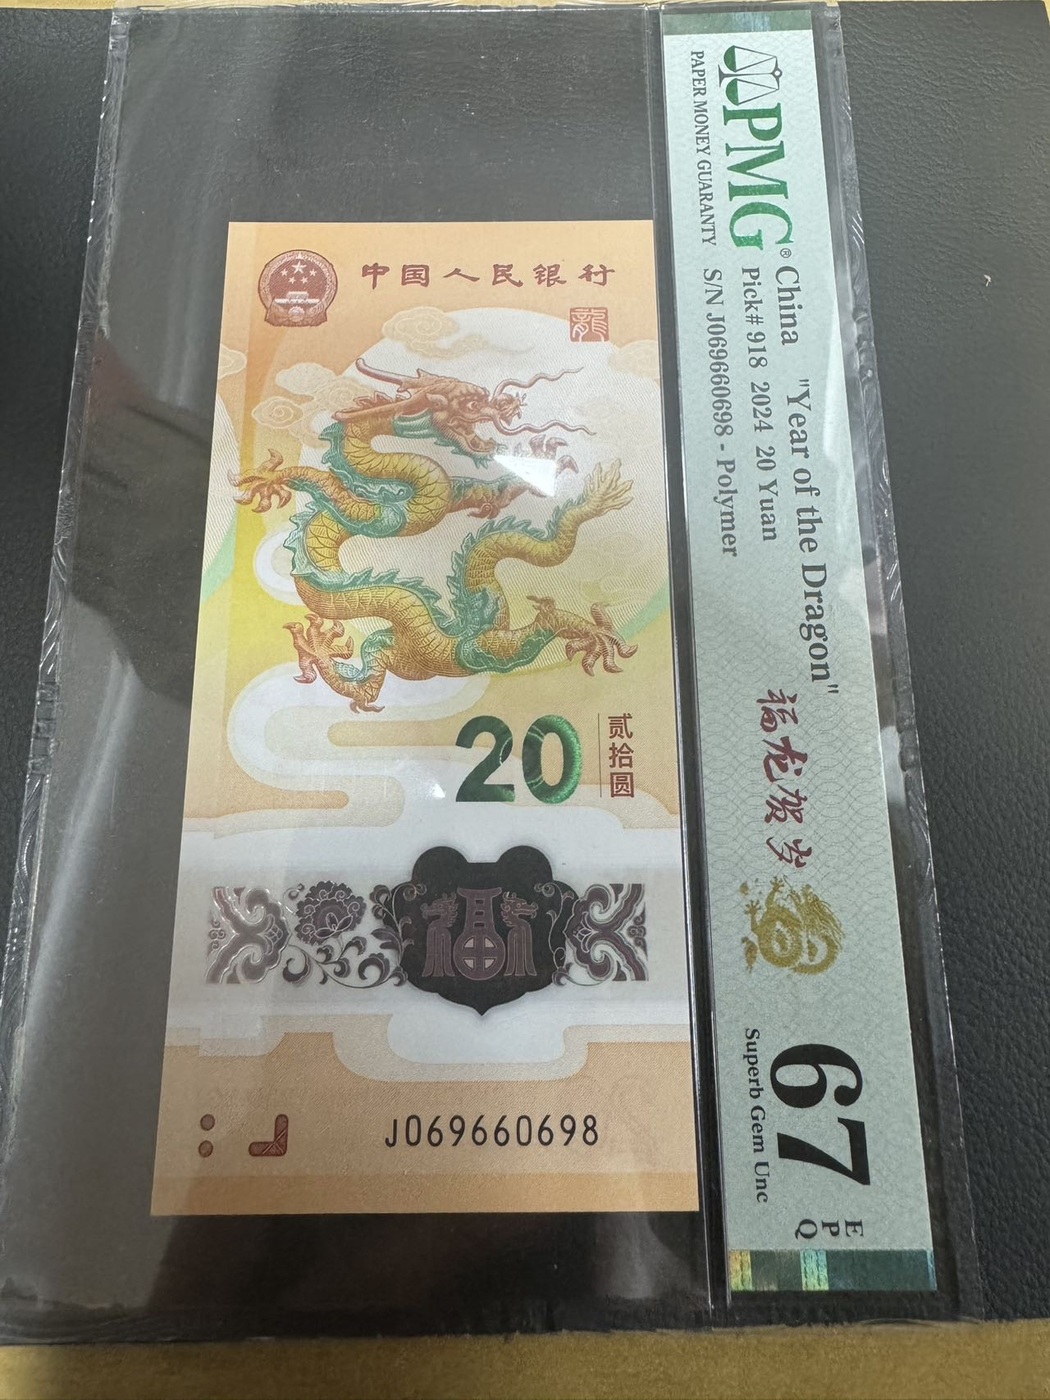 中国人民银行
龍
20
贰拾圆
福
J069660698
PMG®
PAPER MONEY GUARANTY
China "Year of the Dragon"
Pick# 918 2024 20 Yuan
S/N J069660698 - Polymer
福龙贺岁
67
EPQ
Superb Gem Unc